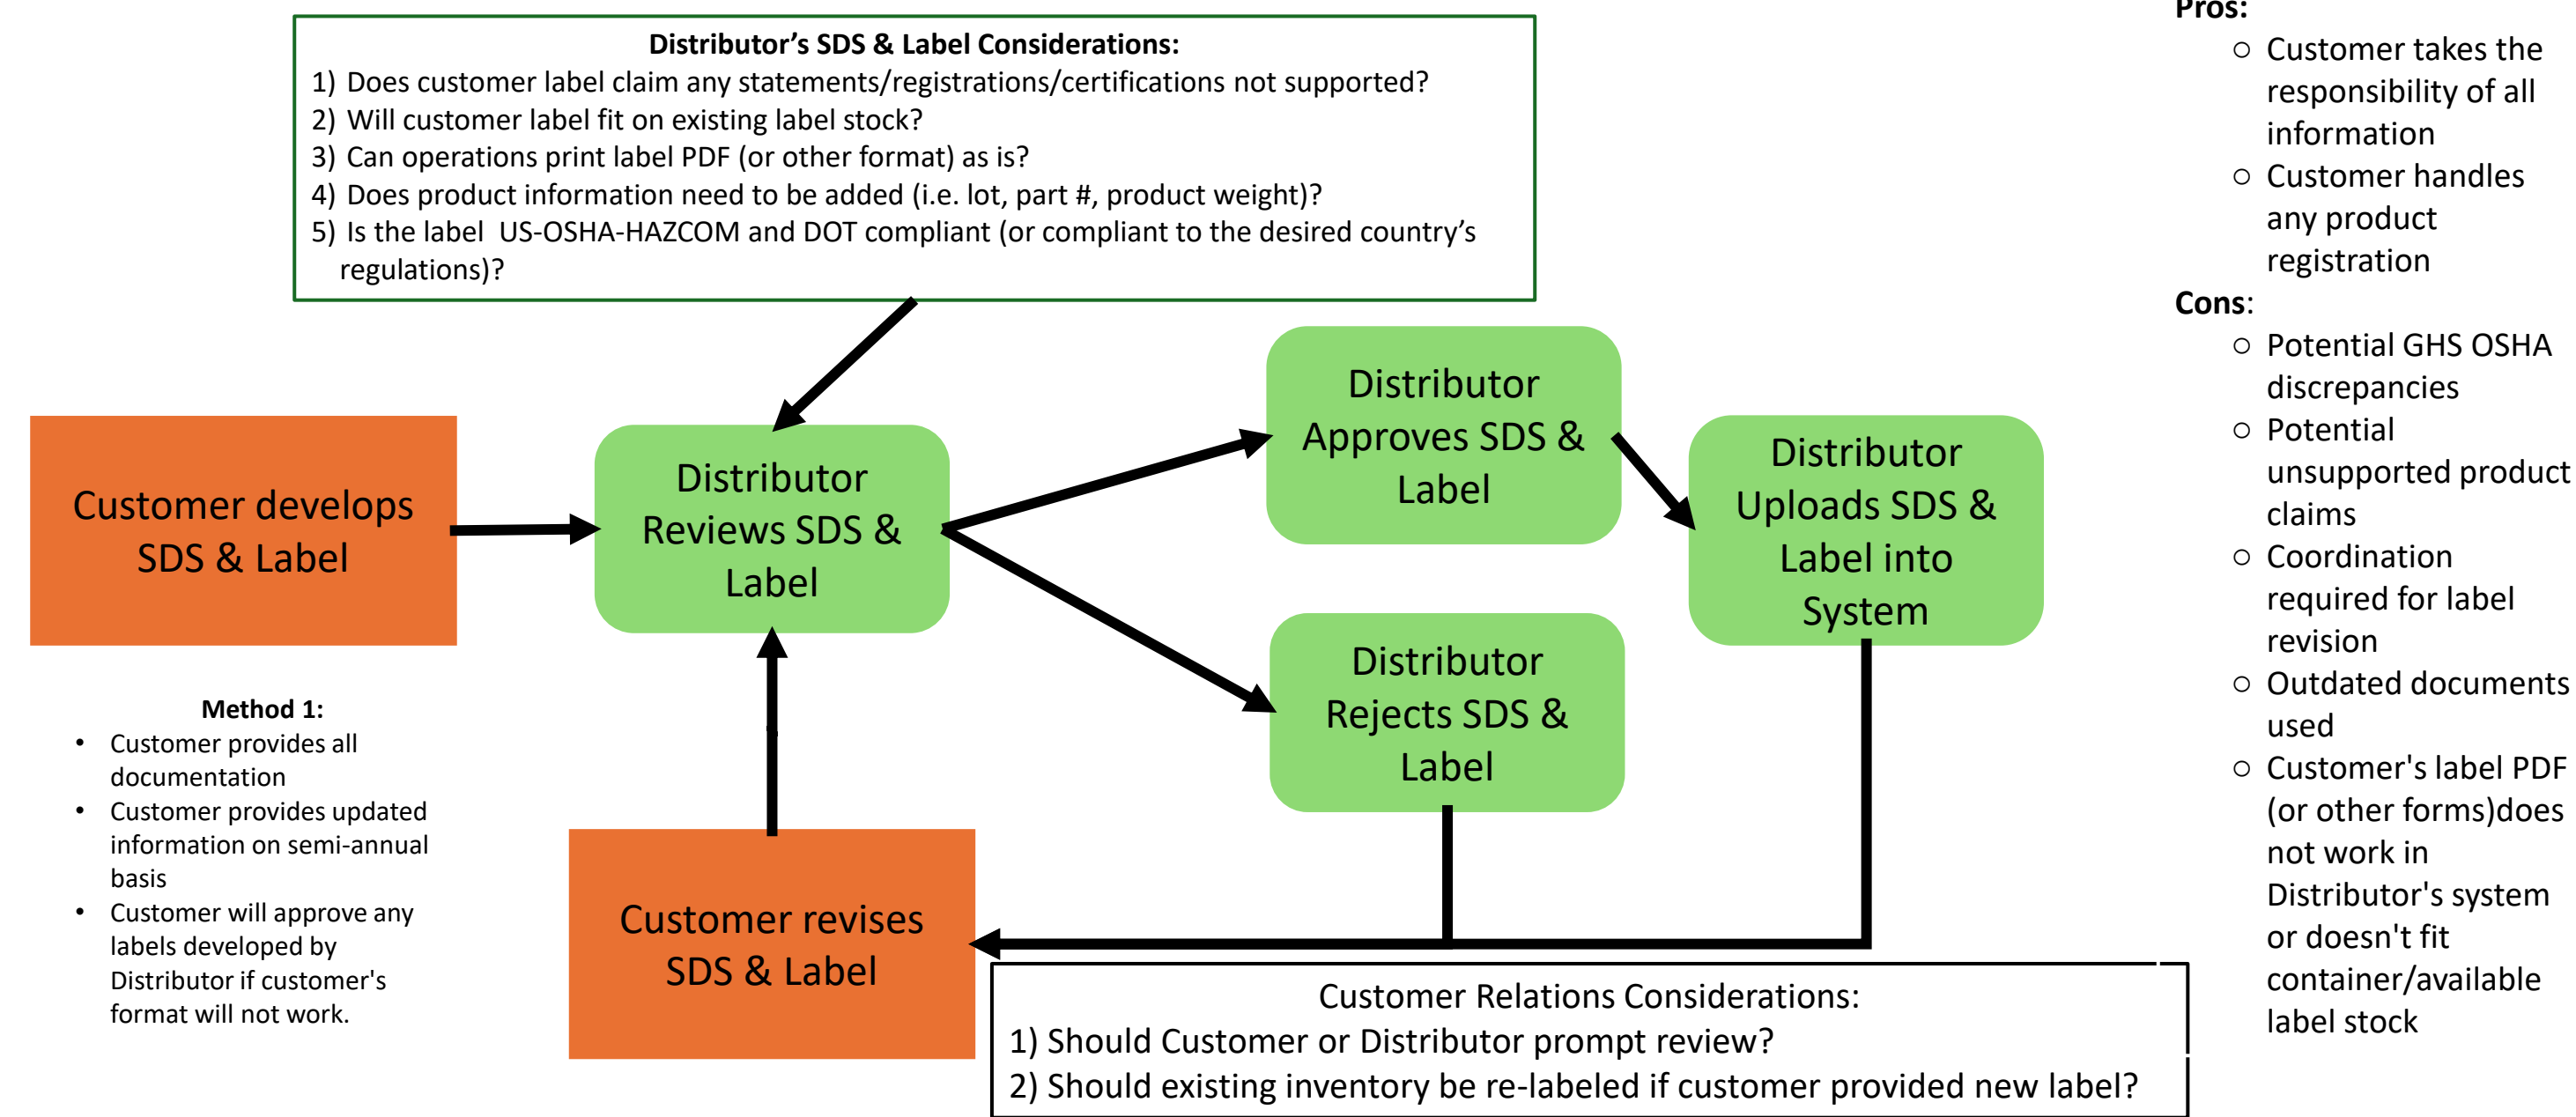 Distributor’s SDS & Label Considerations:
1) Does customer label claim any statements/registrations/certifications not supported?
2) Will customer label fit on existing label stock?
3) Can operations print label PDF (or other format) as is?
4) Does product information need to be added (i.e. lot, part #, product weight)?
5) Is the label  US-OSHA-HAZCOM and DOT compliant (or compliant to the desired country’s
regulations)?
Customer develops
SDS & Label
Distributor
Reviews SDS &
Label
Distributor
Approves SDS &
Label
Distributor
Uploads SDS &
Label into
System
Distributor
Rejects SDS &
Label
Customer revises
SDS & Label
Method 1:
• Customer provides all
documentation
• Customer provides updated
information on semi-annual
basis
• Customer will approve any
labels developed by
Distributor if customer's
format will not work.
Customer Relations Considerations:
1) Should Customer or Distributor prompt review?
2) Should existing inventory be re-labeled if customer provided new label?
Pros:
○ Customer takes the
responsibility of all
information
○ Customer handles
any product
registration
Cons:
○ Potential GHS OSHA
discrepancies
○ Potential
unsupported product
claims
○ Coordination
required for label
revision
○ Outdated documents
used
○ Customer's label PDF
(or other forms)does
not work in
Distributor's system
or doesn't fit
container/available
label stock